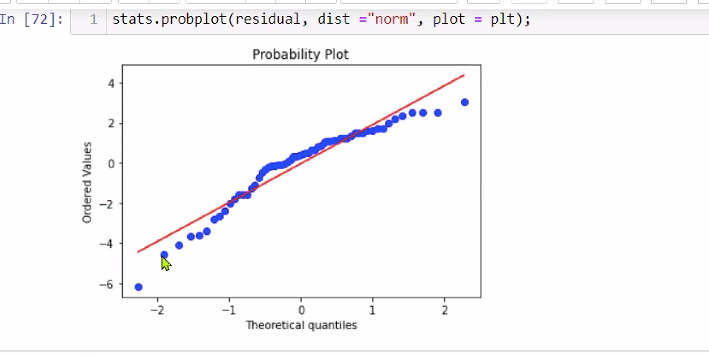 In [72]: 1 stats.probplot(residual, dist ="norm", plot = plt);
Probability Plot
4
2
0
−2
−4
−6
Ordered Values
−2 −1 0 1 2
Theoretical quantiles